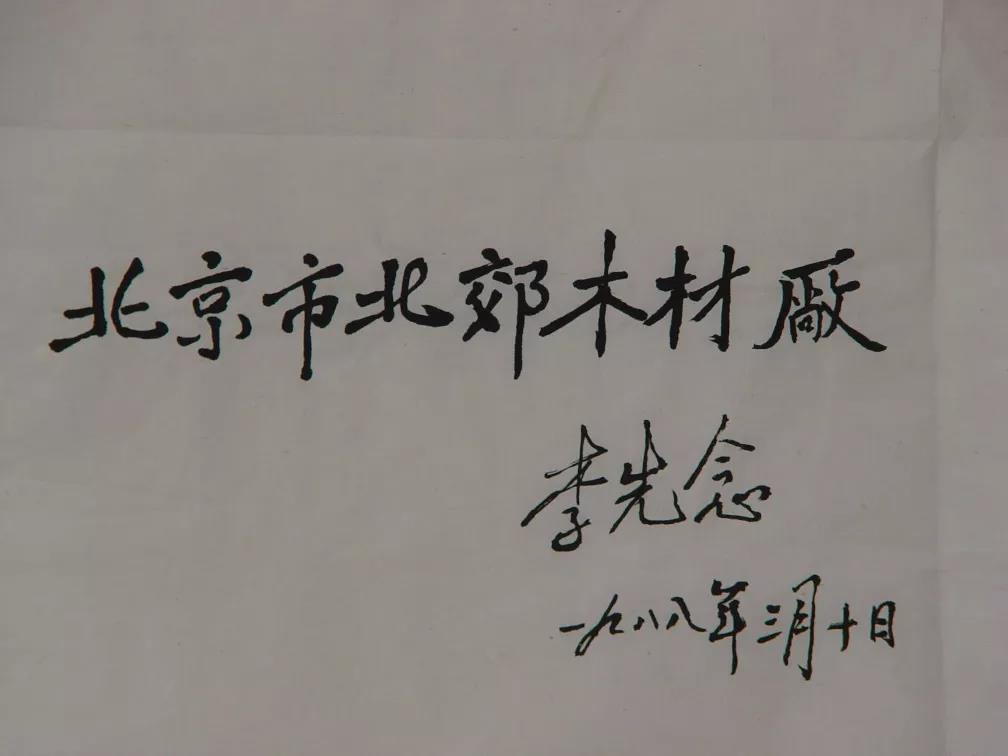 北京市北郊木材廠
李先念
一九八八年三月十日